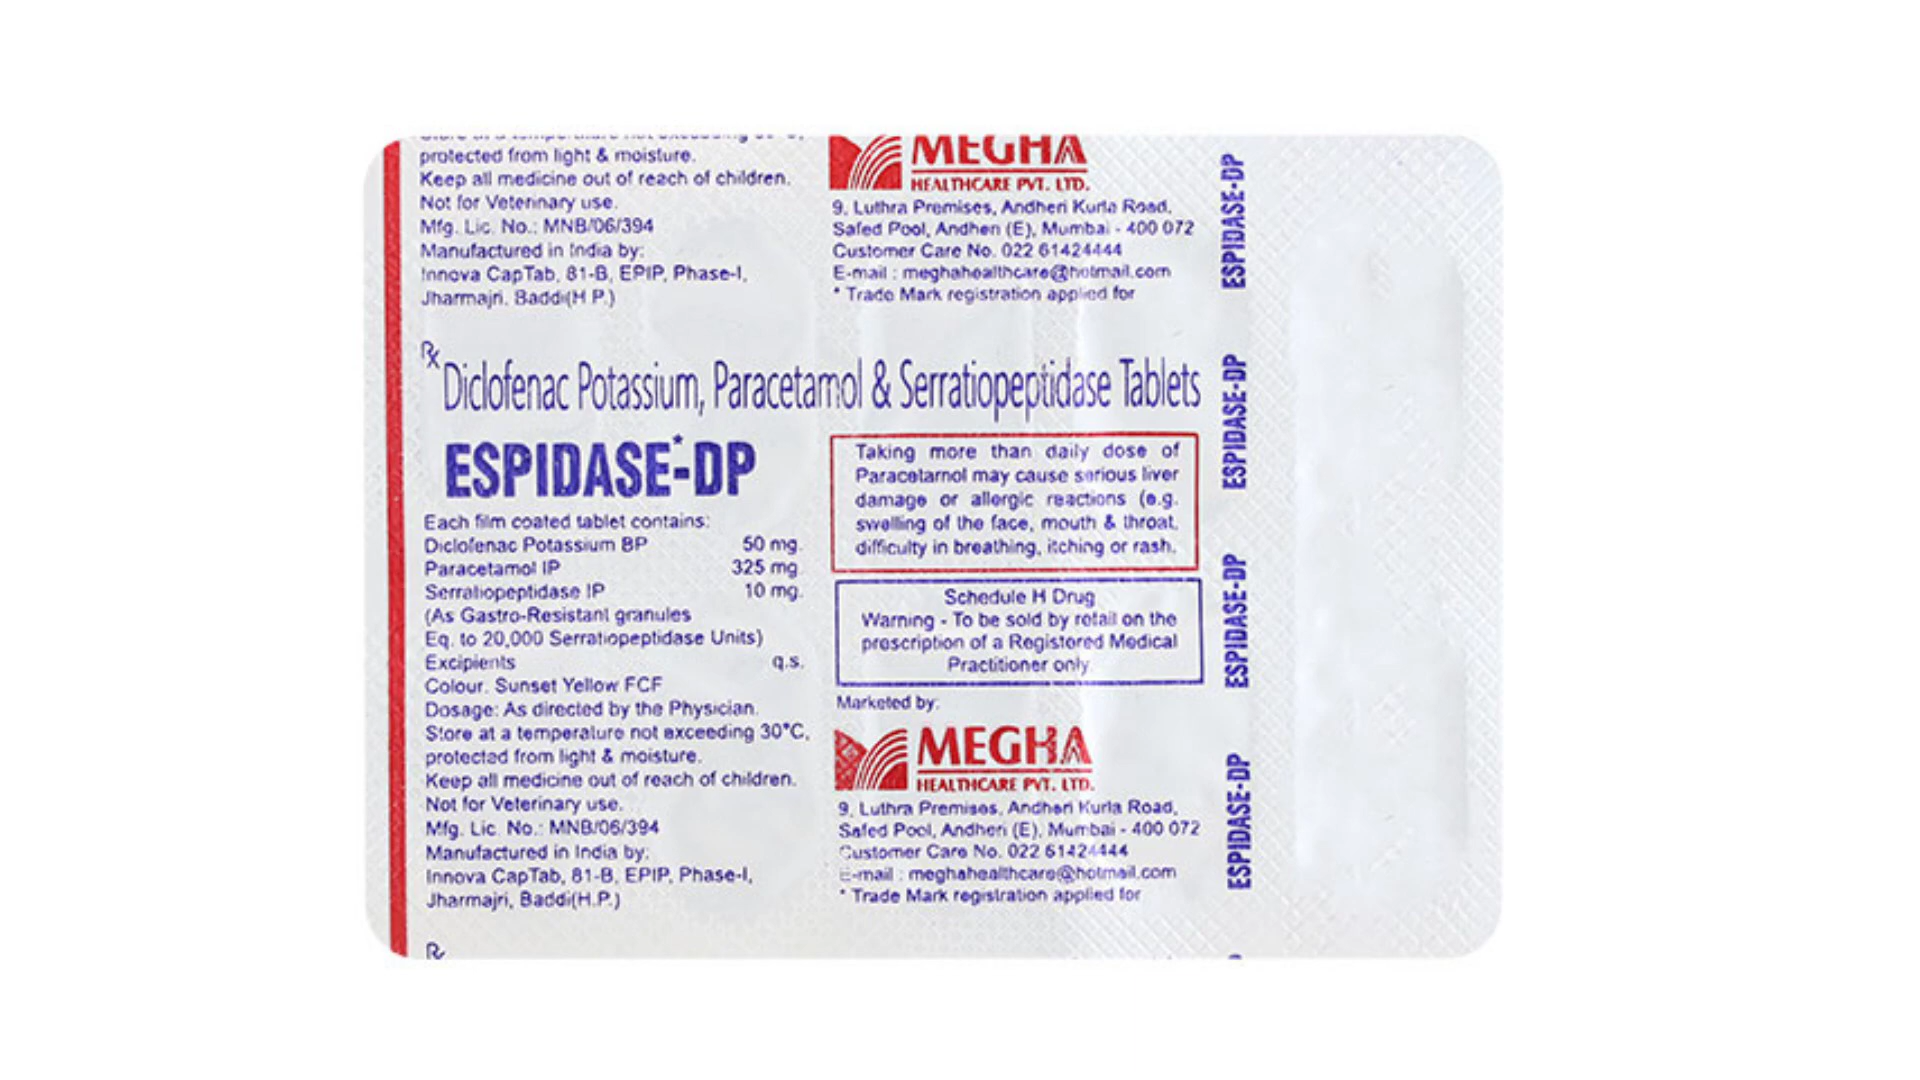 protected from light & moisture.
Keep all medicine out of reach of children.
Not for Veterinary use.
Mfg. Lic. No.: MNB/06/394
Manufactured in India by:
Innova CapTab, 81-B, EPIP, Phase-I,
Jharmajri, Baddi(H.P.)
MEGHA
HEALTHCARE PVT. LTD.
9, Luthra Premises, Andheri Kurla Road,
Safed Pool, Andheri (E), Mumbai - 400 072
Customer Care No. 022 61424444
E-mail : meghahealthcare@hotmail.com
* Trade Mark registration applied for
Rx
Diclofenac Potassium, Paracetamol & Serratiopeptidase Tablets
ESPIDASE*-DP
Each film coated tablet contains:
Diclofenac Potassium BP 50 mg.
Paracetamol IP 325 mg.
Serratiopeptidase IP 10 mg.
(As Gastro-Resistant granules
Eq. to 20,000 Serratiopeptidase Units)
Excipients q.s.
Colour: Sunset Yellow FCF
Dosage: As directed by the Physician.
Store at a temperature not exceeding 30°C,
protected from light & moisture.
Keep all medicine out of reach of children.
Not for Veterinary use.
Mfg. Lic. No.: MNB/06/394
Manufactured in India by:
Innova CapTab, 81-B, EPIP, Phase-I,
Jharmajri, Baddi(H.P.)
Taking more than daily dose of
Paracetamol may cause serious liver
damage or allergic reactions (e.g.
swelling of the face, mouth & throat,
difficulty in breathing, itching or rash.
Schedule H Drug
Warning - To be sold by retail on the
prescription of a Registered Medical
Practitioner only
Marketed by:
MEGHA
HEALTHCARE PVT. LTD.
9, Luthra Premises, Andheri Kurla Road,
Safed Pool, Andheri (E), Mumbai - 400 072
Customer Care No. 022 61424444
E-mail : meghahealthcare@hotmail.com
* Trade Mark registration applied for
ESPIDASE-DP
ESPIDASE-DP
ESPIDASE-DP
ESPIDASE-DP
Rx